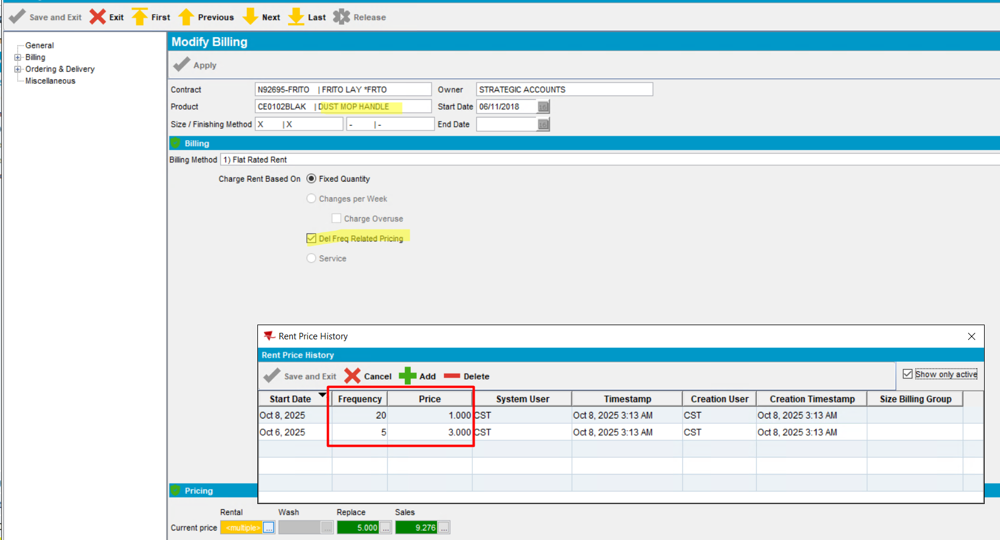 Save and Exit Exit First Previous Next Last Release
General
Billing
Ordering & Delivery
Miscellaneous
Modify Billing
Apply
Contract N92695-FRITO | FRITO LAY *FRTO Owner STRATEGIC ACCOUNTS
Product CE0102BLAK | DUST MOP HANDLE Start Date 06/11/2018 16
Size / Finishing Method X | X - | - End Date 16
Billing
Billing Method 1) Flat Rated Rent
Charge Rent Based On Fixed Quantity
Changes per Week
Charge Overuse
Del Freq Related Pricing
Service
Rent Price History
Rent Price History
Save and Exit Cancel Add Delete Show only active
Start Date Frequency Price System User Timestamp Creation User Creation Timestamp Size Billing Group
Oct 8, 2025 20 1.000 CST Oct 8, 2025 3:13 AM CST Oct 8, 2025 3:13 AM
Oct 6, 2025 5 3.000 CST Oct 8, 2025 3:13 AM CST Oct 8, 2025 3:13 AM
Pricing
Rental Wash Replace Sales
Current price <multiple> ... ... 5.000 ... 9.276 ...